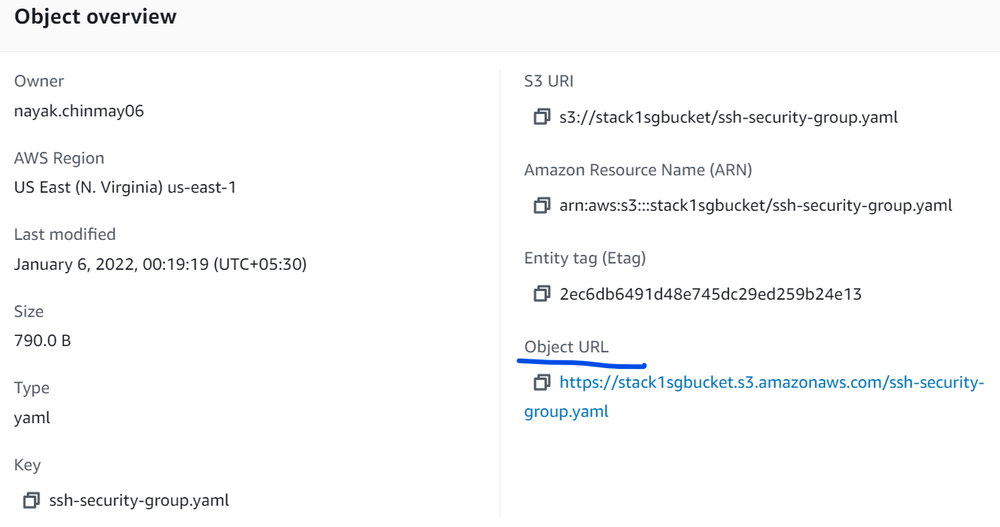 Object overview
Owner
nayak.chinmay06
AWS Region
US East (N. Virginia) us-east-1
Last modified
January 6, 2022, 00:19:19 (UTC+05:30)
Size
790.0 B
Type
yaml
Key
ssh-security-group.yaml
S3 URI
s3://stack1sgbucket/ssh-security-group.yaml
Amazon Resource Name (ARN)
arn:aws:s3:::stack1sgbucket/ssh-security-group.yaml
Entity tag (Etag)
2ec6db6491d48e745dc29ed259b24e13
Object URL
https://stack1sgbucket.s3.amazonaws.com/ssh-security-
group.yaml